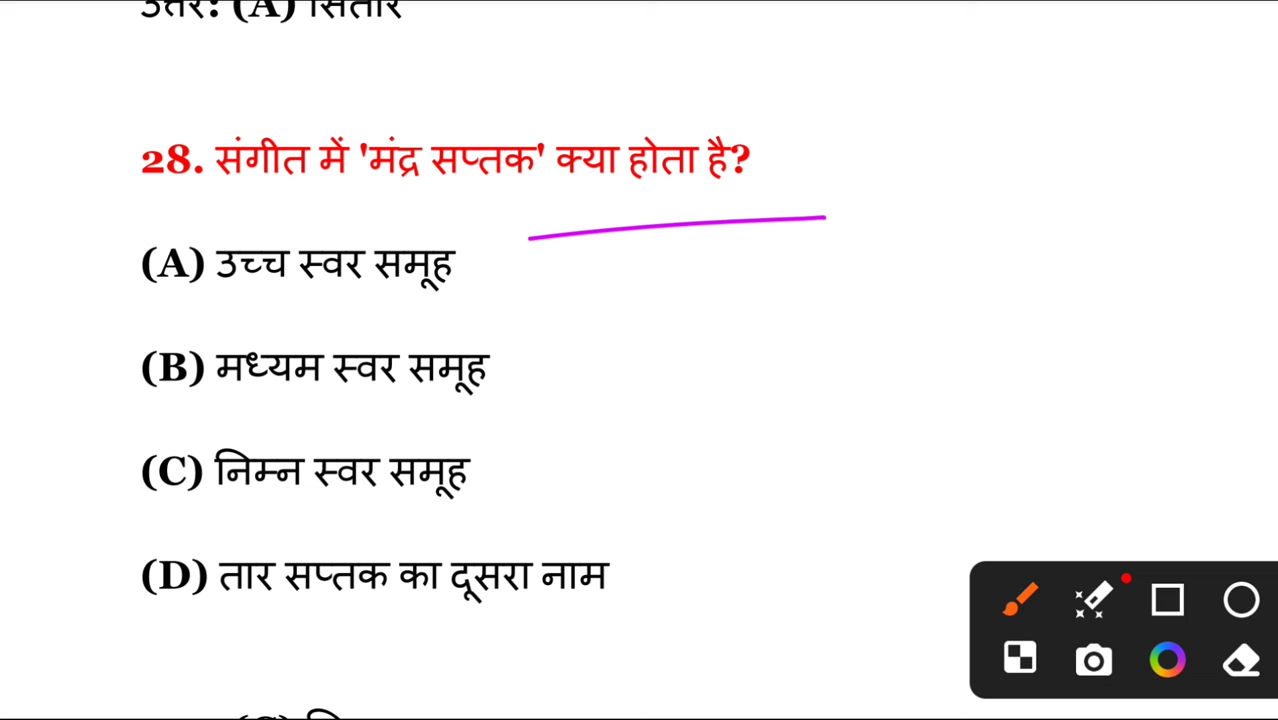 उत्तर: (A) सितार
28. संगीत में 'मंद्र सप्तक' क्या होता है?
(A) उच्च स्वर समूह
(B) मध्यम स्वर समूह
(C) निम्न स्वर समूह
(D) तार सप्तक का दूसरा नाम